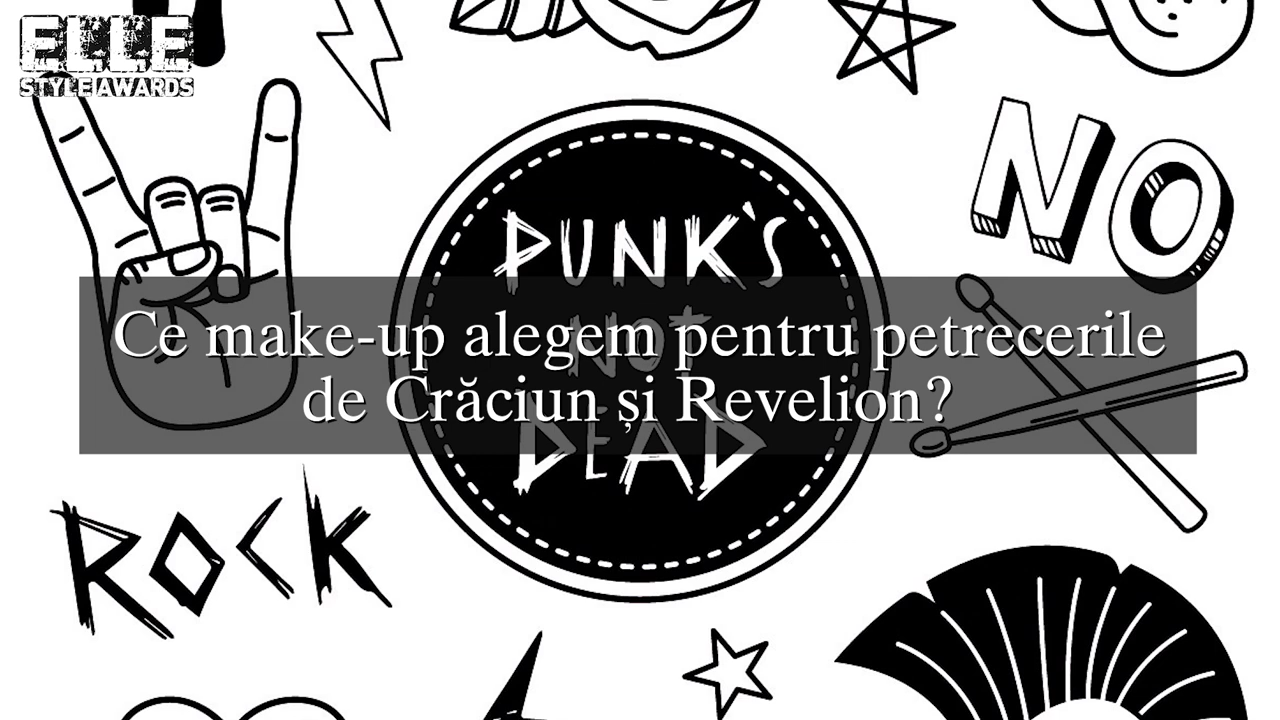 ELLE
STYLE AWARDS
NO
PUNK'S
NOT
DEAD
Ce make-up alegem pentru petrecerile
de Crăciun și Revelion?
ROCK